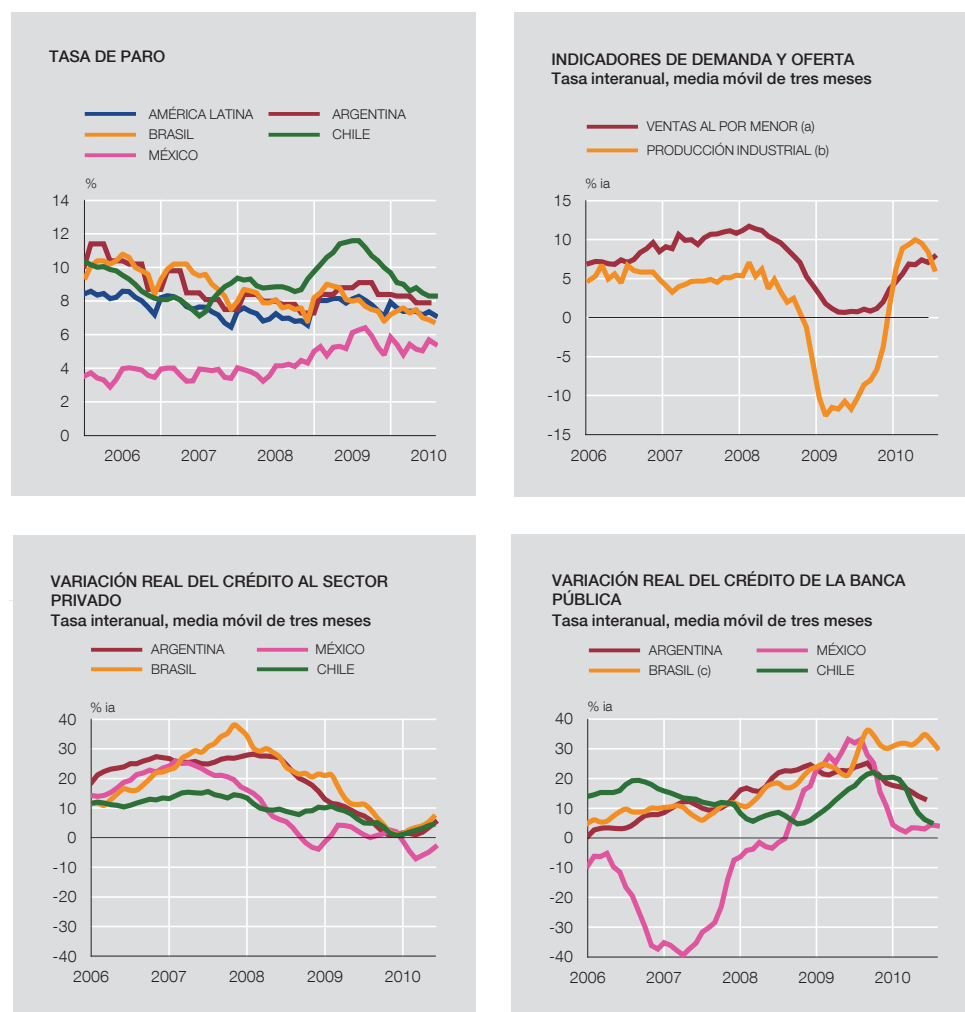 TASA DE PARO
AMÉRICA LATINA
ARGENTINA
BRASIL
CHILE
MÉXICO
%
14
12
10
8
6
4
2
0
2006 2007 2008 2009 2010
INDICADORES DE DEMANDA Y OFERTA
Tasa interanual, media móvil de tres meses
VENTAS AL POR MENOR (a)
PRODUCCIÓN INDUSTRIAL (b)
% ia
15
10
5
0
-5
-10
-15
2006 2007 2008 2009 2010
VARIACIÓN REAL DEL CRÉDITO AL SECTOR
PRIVADO
Tasa interanual, media móvil de tres meses
ARGENTINA
MÉXICO
BRASIL
CHILE
% ia
40
30
20
10
0
-10
-20
-30
-40
2006 2007 2008 2009 2010
VARIACIÓN REAL DEL CRÉDITO DE LA BANCA
PÚBLICA
Tasa interanual, media móvil de tres meses
ARGENTINA
MÉXICO
BRASIL (c)
CHILE
% ia
40
30
20
10
0
-10
-20
-30
-40
2006 2007 2008 2009 2010